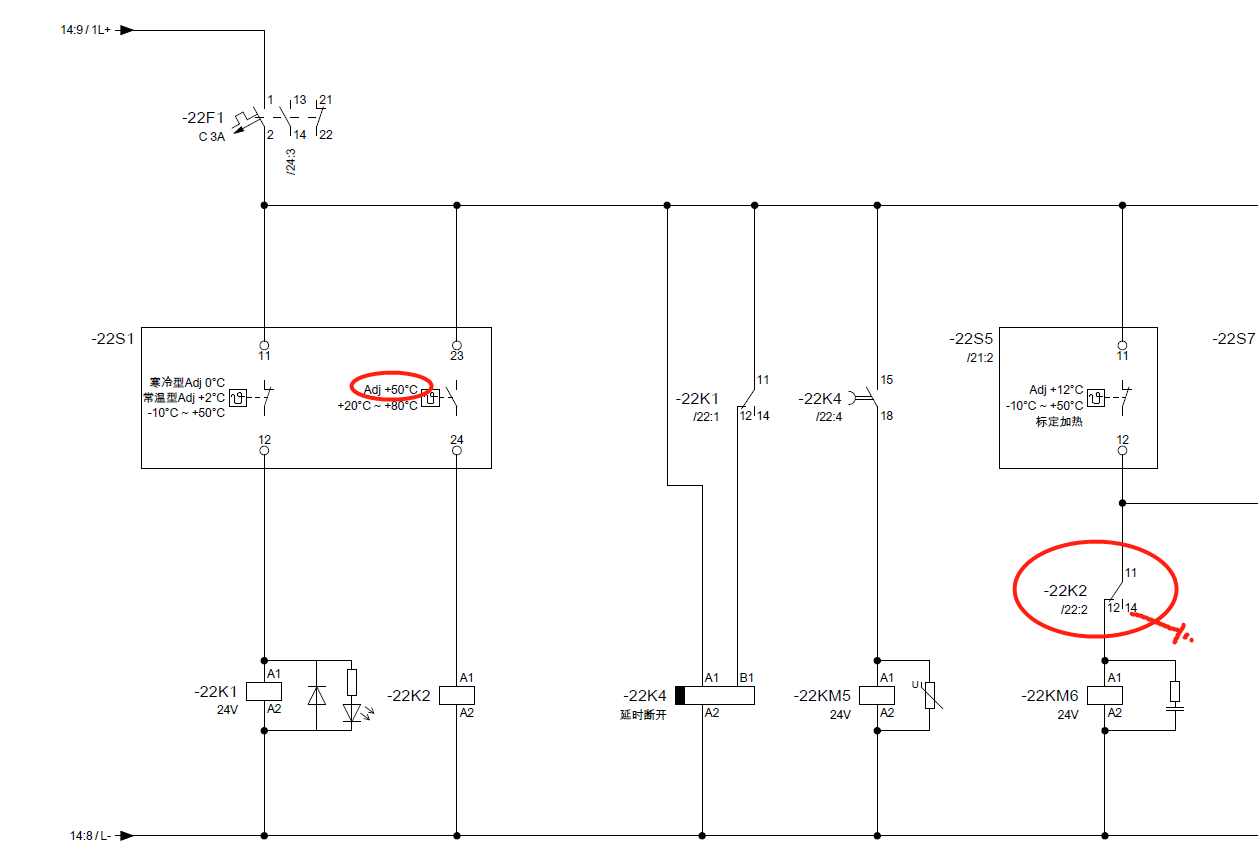 14:9 / 1L+
-22F1
C 3A
1
2
13
14
21
22
/24:3
-22S1
11
23
寒冷型Adj 0°C
常温型Adj +2°C
-10°C ~ +50°C
Adj +50°C
+20°C ~ +80°C
12
24
-22K1
/22:1
11
12
14
-22K4
/22:4
15
18
-22S5
/21:2
11
Adj +12°C
-10°C ~ +50°C
标定加热
12
-22S7
-22K2
/22:2
11
12
14
-22K1
24V
A1
A2
-22K2
A1
A2
-22K4
延时断开
A1
B1
A2
-22KM5
24V
A1
A2
U
-22KM6
24V
A1
A2
14:8 / L-